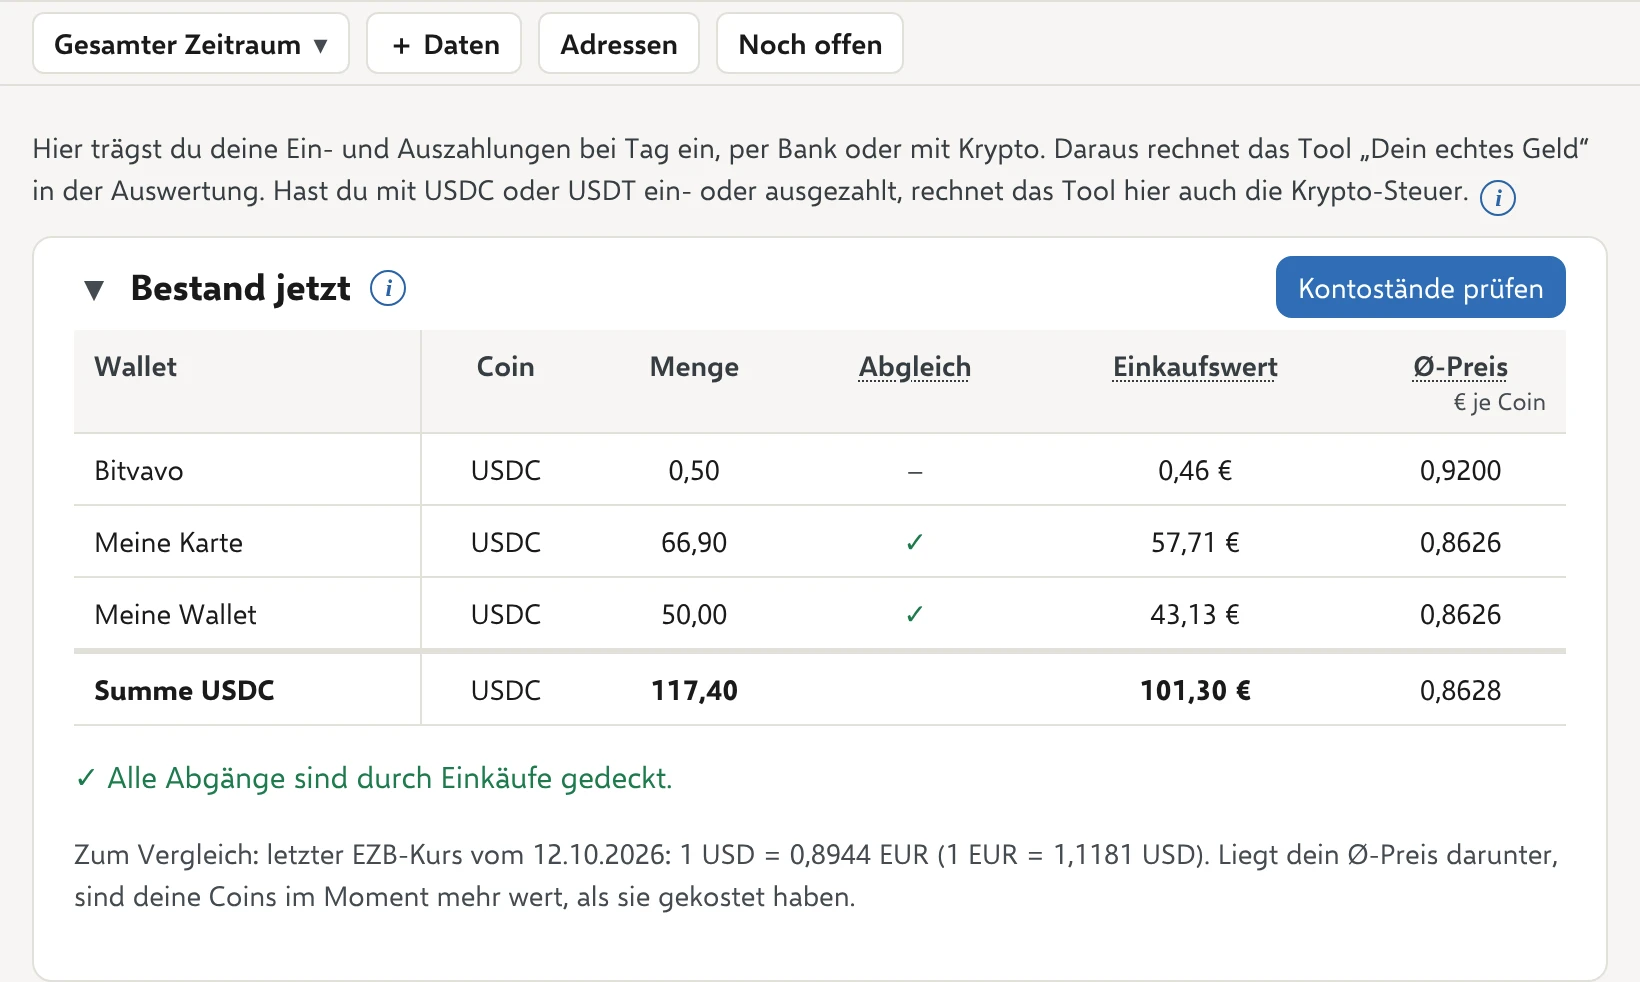 Gesamter Zeitraum ▼ + Daten Adressen Noch offen
Hier trägst du deine Ein- und Auszahlungen bei Tag ein, per Bank oder mit Krypto. Daraus rechnet das Tool „Dein echtes Geld“
in der Auswertung. Hast du mit USDC oder USDT ein- oder ausgezahlt, rechnet das Tool hier auch die Krypto-Steuer. i
▼ Bestand jetzt i Kontostände prüfen
Wallet Coin Menge Abgleich Einkaufswert Ø-Preis
€ je Coin
Bitvavo USDC 0,50 – 0,46 € 0,9200
Meine Karte USDC 66,90 ✓ 57,71 € 0,8626
Meine Wallet USDC 50,00 ✓ 43,13 € 0,8626
Summe USDC USDC 117,40 101,30 € 0,8628
✓ Alle Abgänge sind durch Einkäufe gedeckt.
Zum Vergleich: letzter EZB-Kurs vom 12.10.2026: 1 USD = 0,8944 EUR (1 EUR = 1,1181 USD). Liegt dein Ø-Preis darunter,
sind deine Coins im Moment mehr wert, als sie gekostet haben.